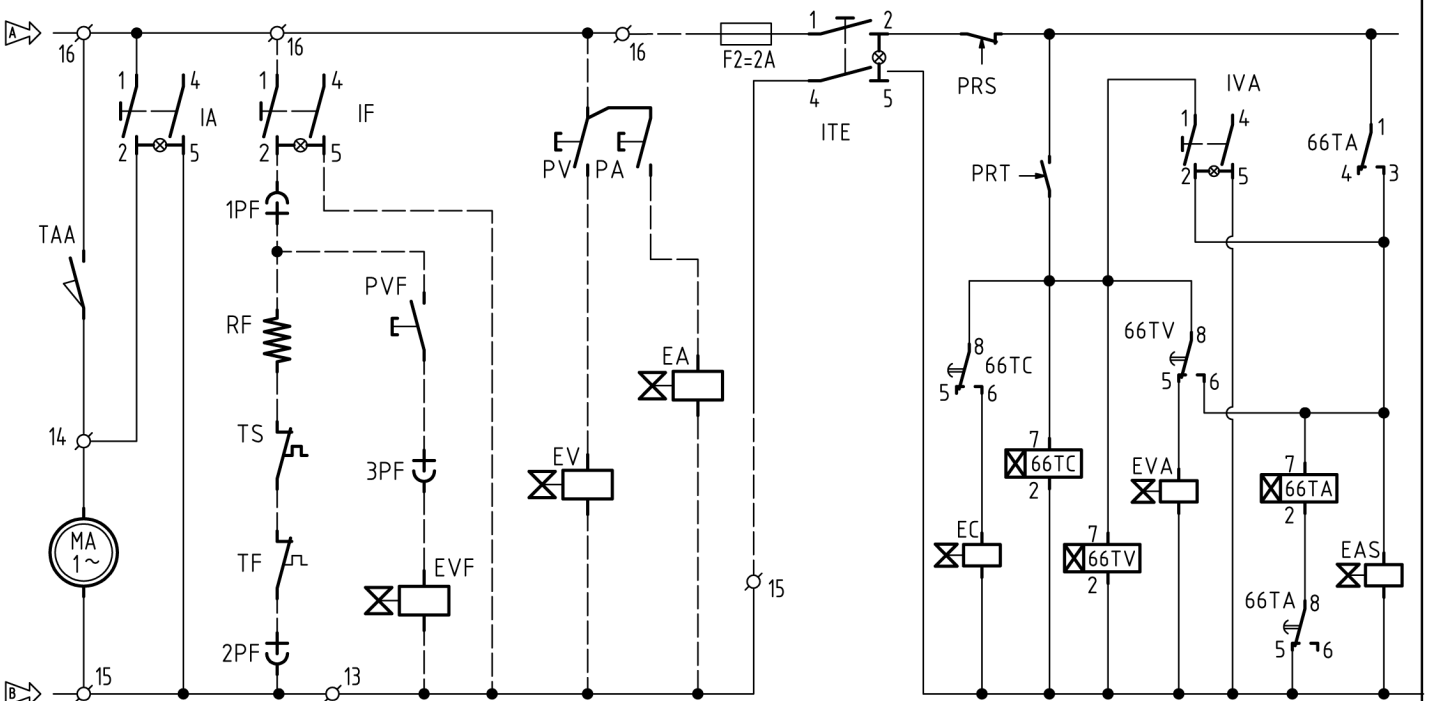 A
16
16
16
F2=2A
1
2
4
5
ITE
PRS
1
4
2
5
IA
1
4
2
5
IF
PV
PA
IVA
1
4
2
5
66TA
1
4
3
PRT
1PF
TAA
PVF
RF
EA
66TC
8
5
6
66TV
8
5
6
14
TS
3PF
EV
7
66TC
2
EVA
7
66TA
2
MA
1~
TF
EVF
EC
7
66TV
2
EAS
15
66TA
8
5
6
2PF
B
15
13